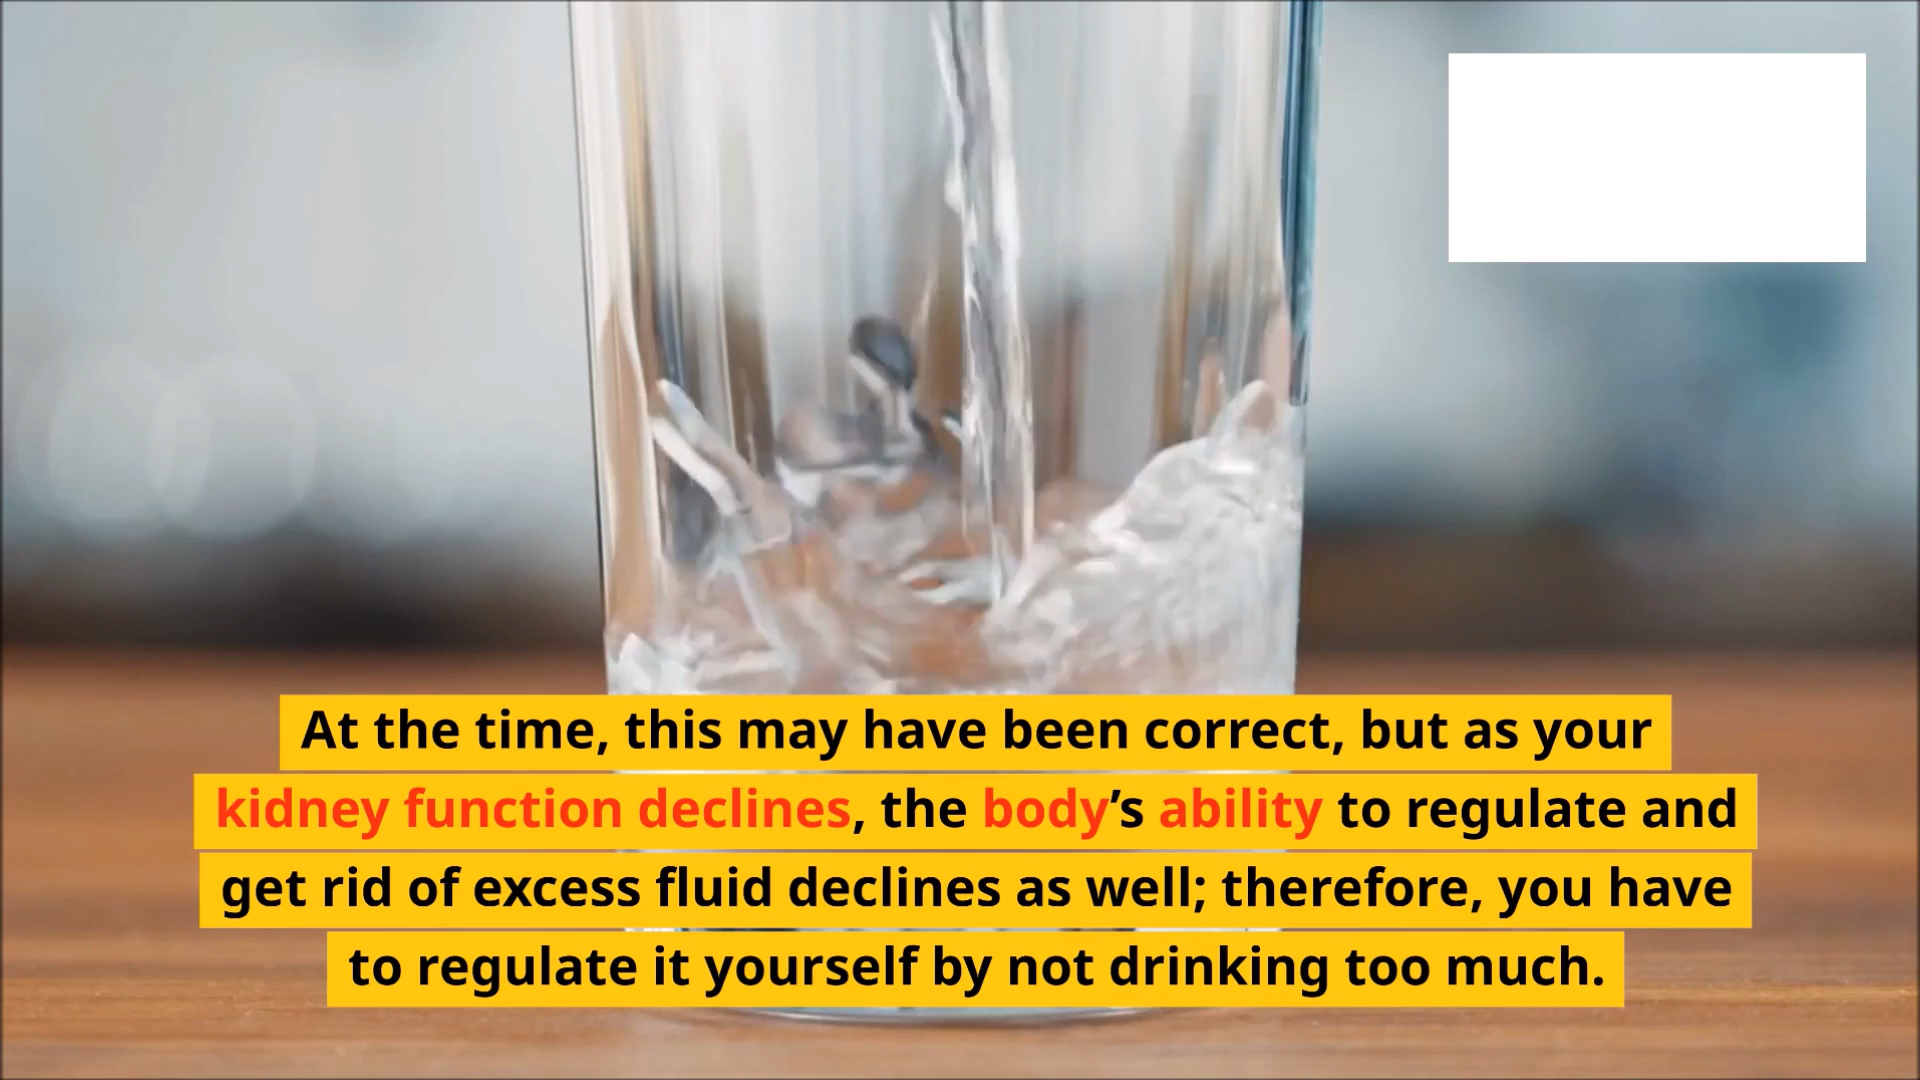 At the time, this may have been correct, but as your
kidney function declines, the body’s ability to regulate and
get rid of excess fluid declines as well; therefore, you have
to regulate it yourself by not drinking too much.